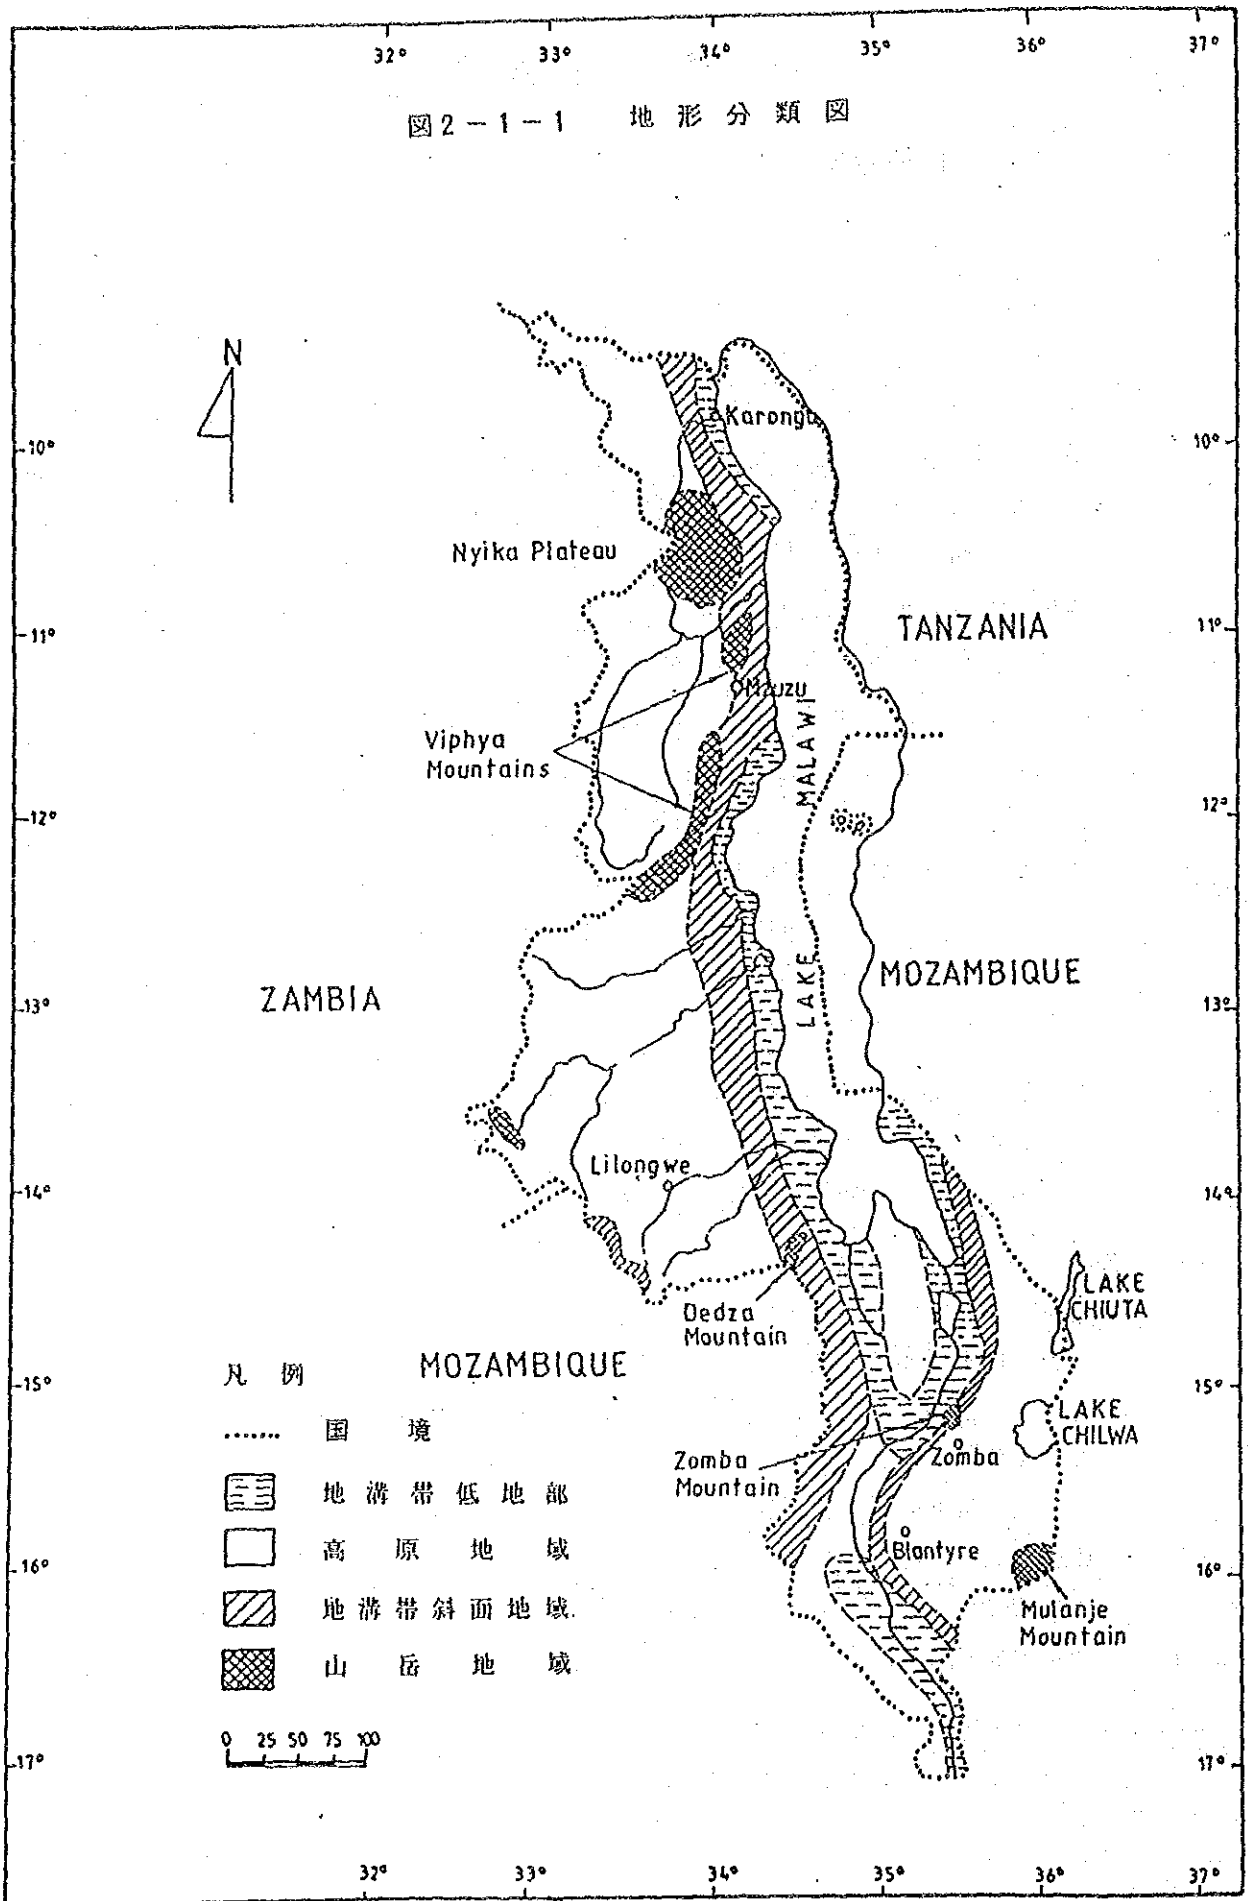 32° 33° 34° 35° 36° 37°
図2-1-1 地形分類図
N
Karonga
10° 10°
Nyika Plateau
11° 11°
TANZANIA
Mzuzu
Viphya
Mountains
LAKE MALAWI
12° 12°
ZAMBIA
MOZAMBIQUE
13° 13°
Lilongwe
14° 14°
LAKE
CHIUTA
Dedza
Mountain
凡例
MOZAMBIQUE
15° 15°
国境
LAKE
CHILWA
Zomba
Mountain
Zomba
地溝帯低地部
高原地域
Blantyre
16° 16°
地溝帯斜面地域
Mulanje
Mountain
山岳地域
0 25 50 75 100
17° 17°
32° 33° 34° 35° 36° 37°